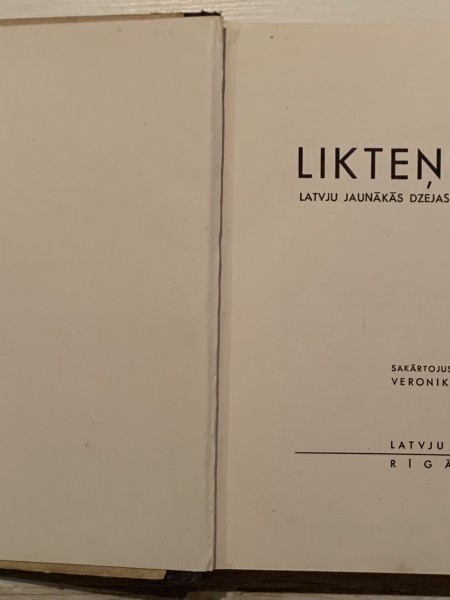 LIKTEŅ
LATVJU JAUNĀKĀS DZEJAS
SAKĀRTOJUS
VERONIK
LATVJU
RĪGĀ